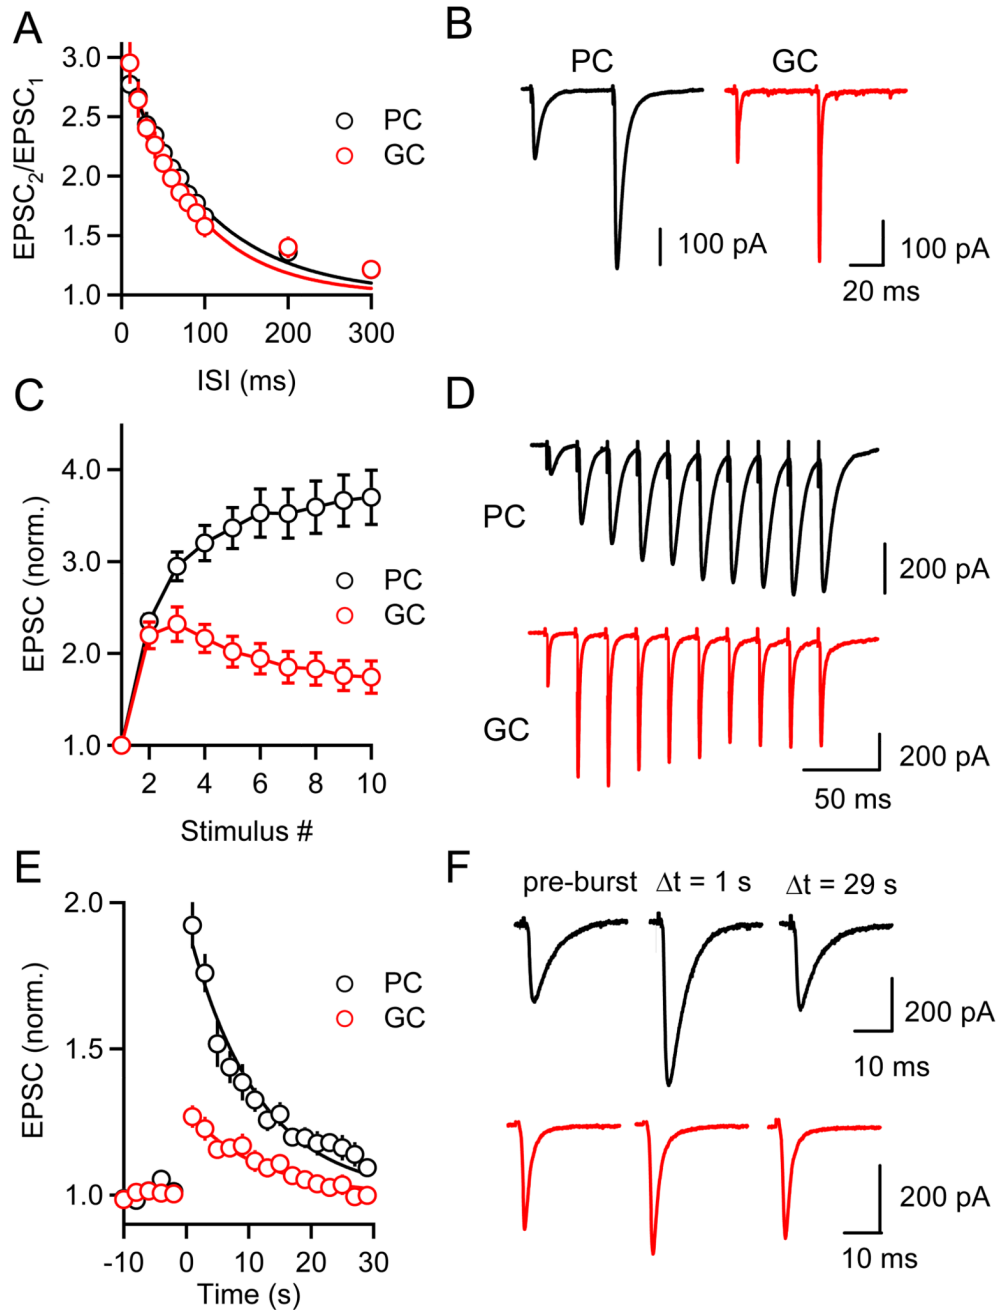 A
EPSC2/EPSC1
3.0
2.5
2.0
1.5
1.0
0
100
200
300
ISI (ms)
PC
GC
B
PC
GC
100 pA
100 pA
20 ms
C
EPSC (norm.)
4.0
3.0
2.0
1.0
2
4
6
8
10
Stimulus #
PC
GC
D
PC
200 pA
GC
200 pA
50 ms
E
EPSC (norm.)
2.0
1.5
1.0
-10
0
10
20
30
Time (s)
PC
GC
F
pre-burst
Δt = 1 s
Δt = 29 s
200 pA
10 ms
200 pA
10 ms